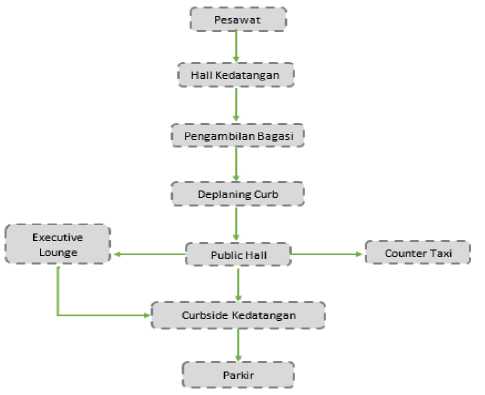 Pesawat
Hall Kedatangan
Pengambilan Bagasi
Deplaning Curb
Executive
Lounge
Public Hall
Counter Taxi
Curbside Kedatangan
Parkir